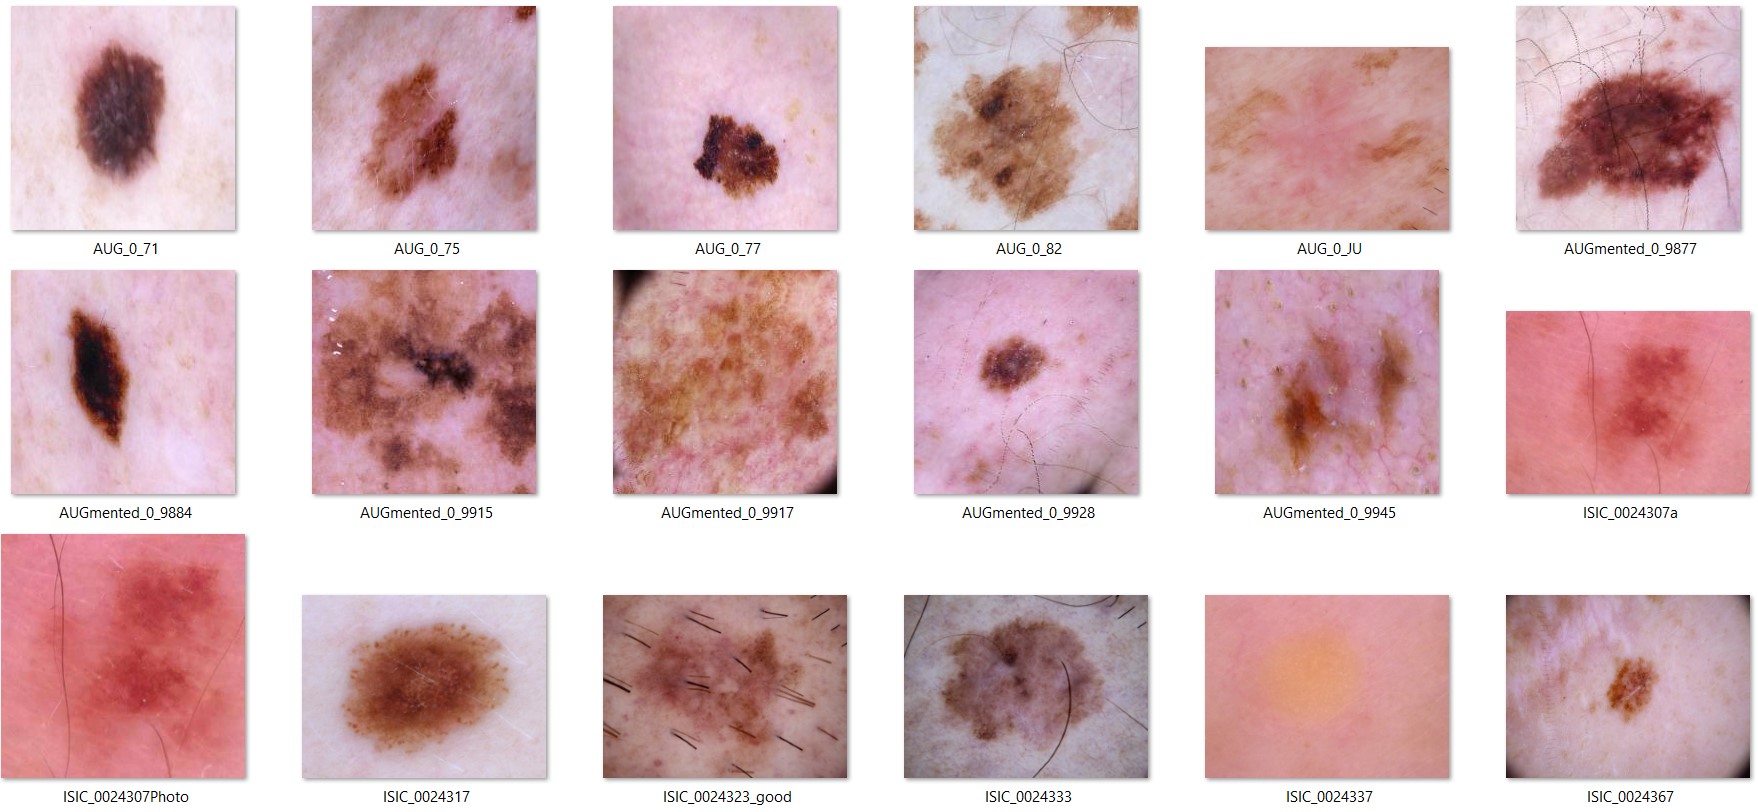 AUG_0_71
AUG_0_75
AUG_0_77
AUG_0_82
AUG_0_JU
AUGmented_0_9877
AUGmented_0_9884
AUGmented_0_9915
AUGmented_0_9917
AUGmented_0_9928
AUGmented_0_9945
ISIC_0024307a
ISIC_0024307Photo
ISIC_0024317
ISIC_0024323_good
ISIC_0024333
ISIC_0024337
ISIC_0024367